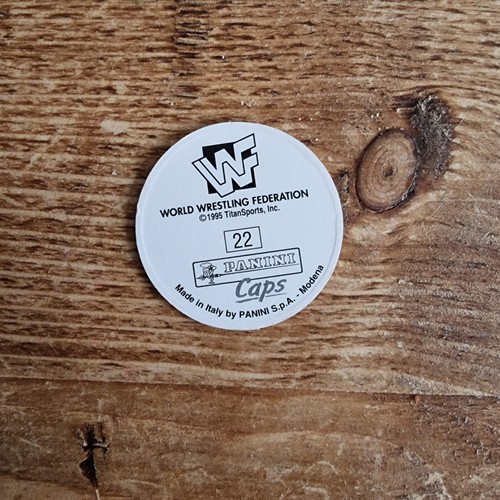 WF
WORLD WRESTLING FEDERATION
©1995 TitanSports, Inc.
22
PANINI
Caps
Made in Italy by PANINI S.p.A. - Modena